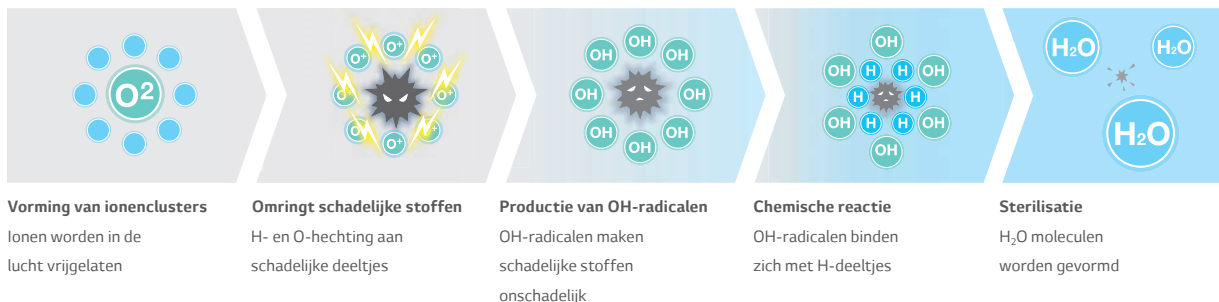 O²
O⁺ O⁺ O⁺ O⁺ O⁺ O⁺ O⁺ O⁺
OH OH OH OH OH OH OH OH
OH OH OH OH OH OH H H H H H H
H₂O H₂O H₂O
Vorming van ionenclusters
Ionen worden in de
lucht vrijgelaten
Omringt schadelijke stoffen
H- en O-hechting aan
schadelijke deeltjes
Productie van OH-radicalen
OH-radicalen maken
schadelijke stoffen
onschadelijk
Chemische reactie
OH-radicalen binden
zich met H-deeltjes
Sterilisatie
H₂O moleculen
worden gevormd